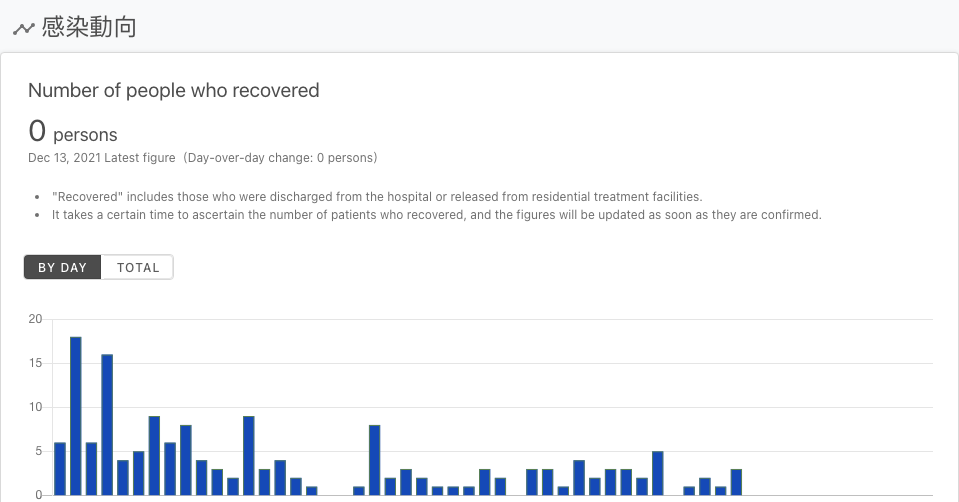 感染動向
Number of people who recovered
0 persons
Dec 13, 2021 Latest figure (Day-over-day change: 0 persons)
• "Recovered" includes those who were discharged from the hospital or released from residential treatment facilities.
• It takes a certain time to ascertain the number of patients who recovered, and the figures will be updated as soon as they are confirmed.
BY DAY TOTAL
20
15
10
5
0